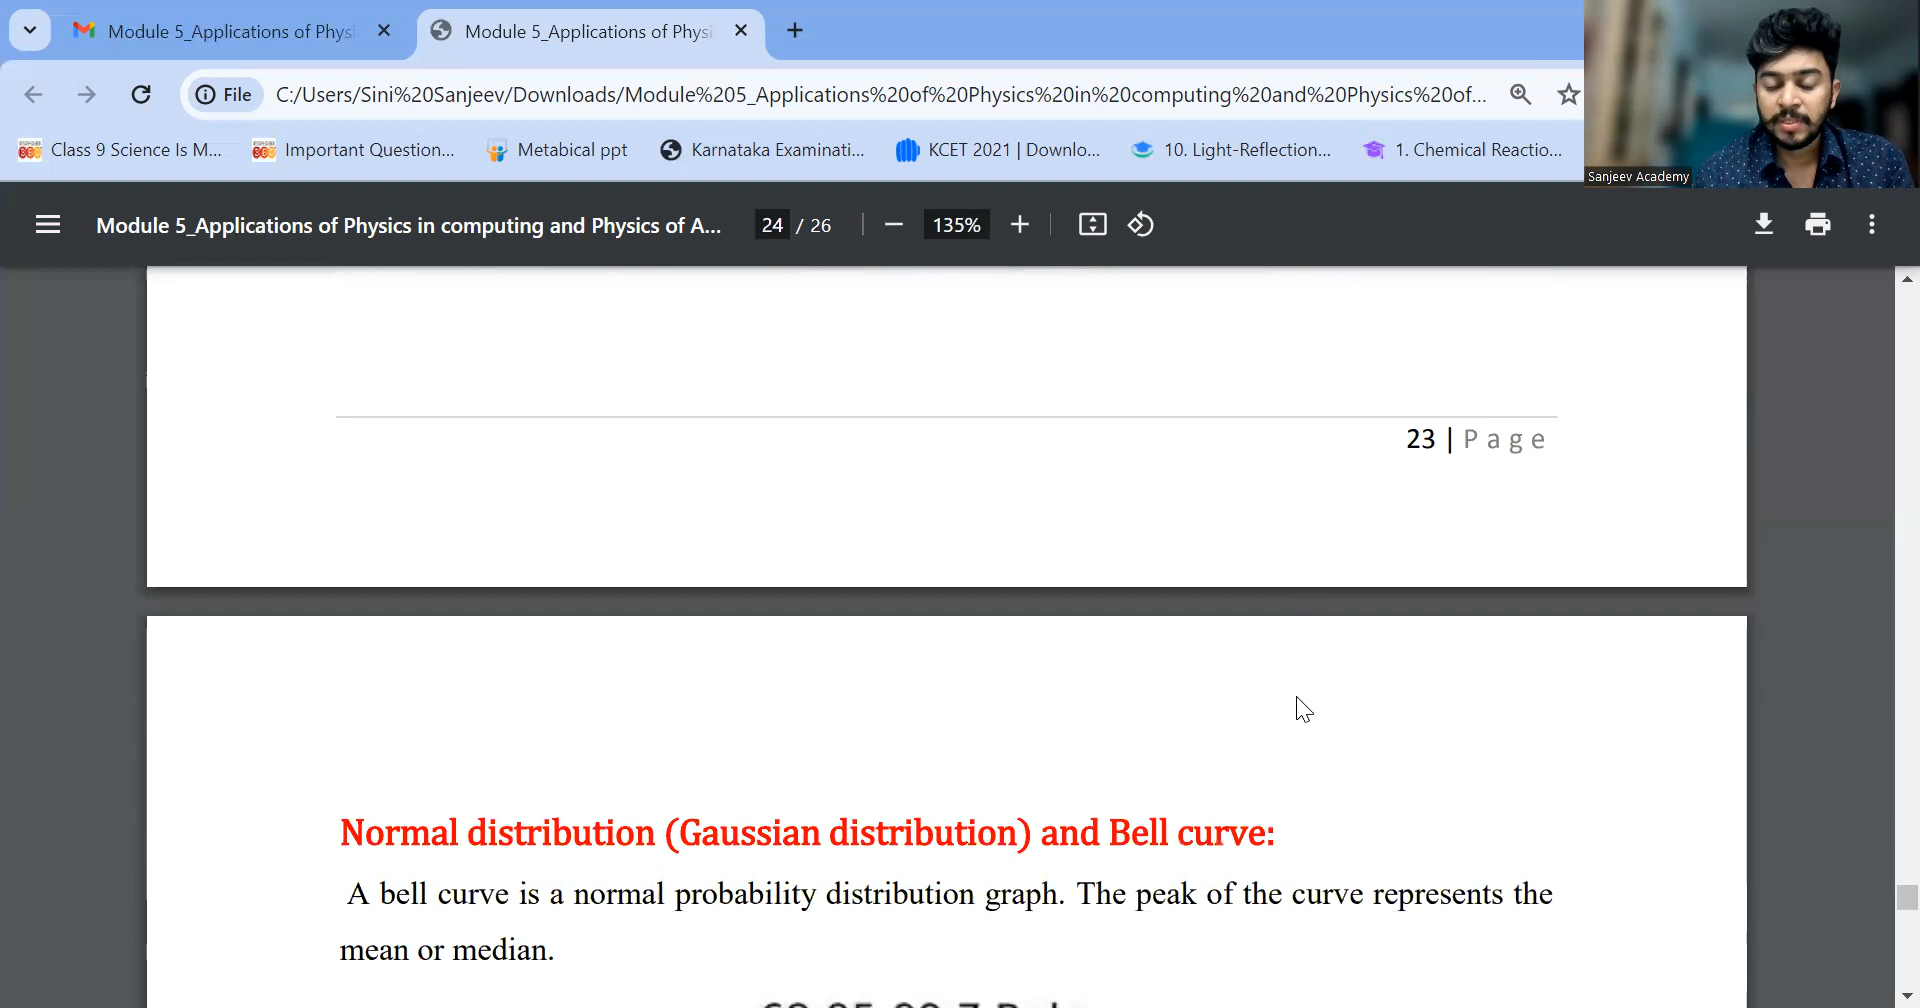 Module 5_Applications of Phys
Module 5_Applications of Phys
File
C:/Users/Sini%20Sanjeev/Downloads/Module%205_Applications%20of%20Physics%20in%20computing%20and%20Physics%20of...
Class 9 Science Is M...
Important Question...
Metabical ppt
Karnataka Examinati...
KCET 2021 | Downlo...
10. Light-Reflection...
1. Chemical Reactio...
Sanjeev Academy
Module 5_Applications of Physics in computing and Physics of A...
24 / 26
135%
23 | Page
Normal distribution (Gaussian distribution) and Bell curve:
A bell curve is a normal probability distribution graph. The peak of the curve represents the
mean or median.